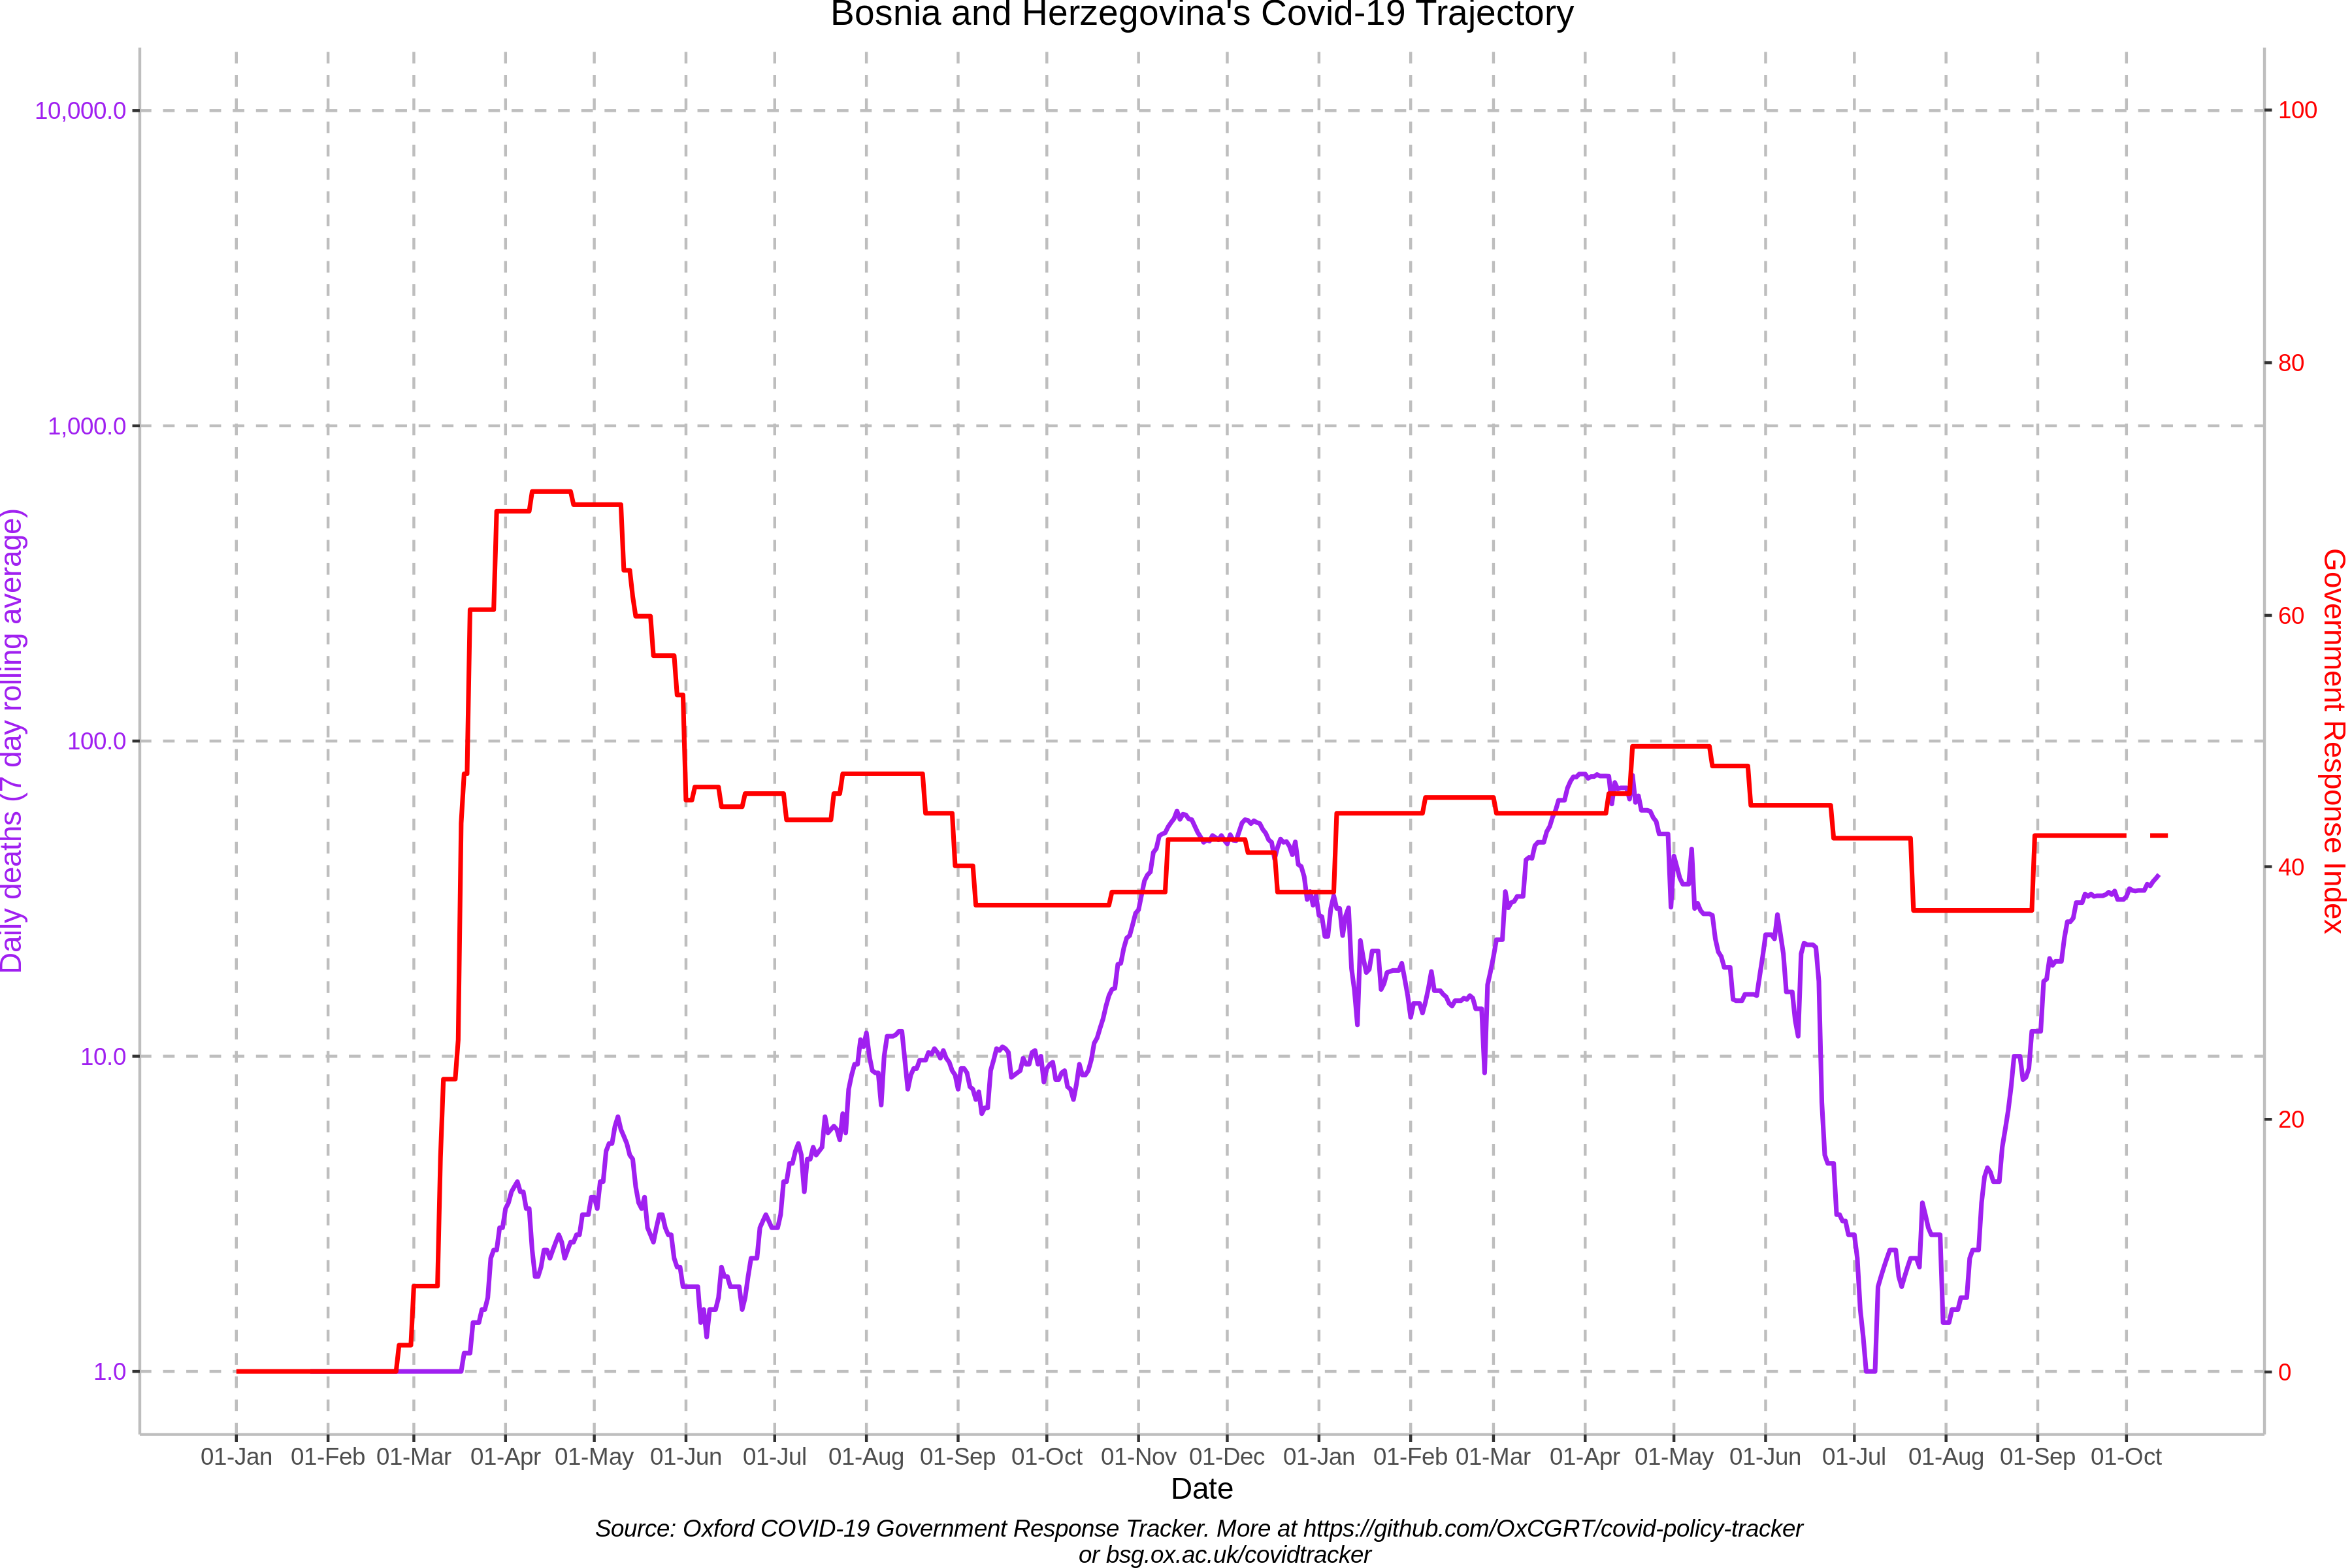 Bosnia and Herzegovina's Covid-19 Trajectory
10,000.0
1,000.0
100.0
10.0
1.0
Daily deaths (7 day rolling average)
100
80
60
40
20
0
Government Response Index
01-Jan 01-Feb 01-Mar 01-Apr 01-May 01-Jun 01-Jul 01-Aug 01-Sep 01-Oct 01-Nov 01-Dec 01-Jan 01-Feb 01-Mar 01-Apr 01-May 01-Jun 01-Jul 01-Aug 01-Sep 01-Oct
Date
Source: Oxford COVID-19 Government Response Tracker. More at https://github.com/OxCGRT/covid-policy-tracker
or bsg.ox.ac.uk/covidtracker